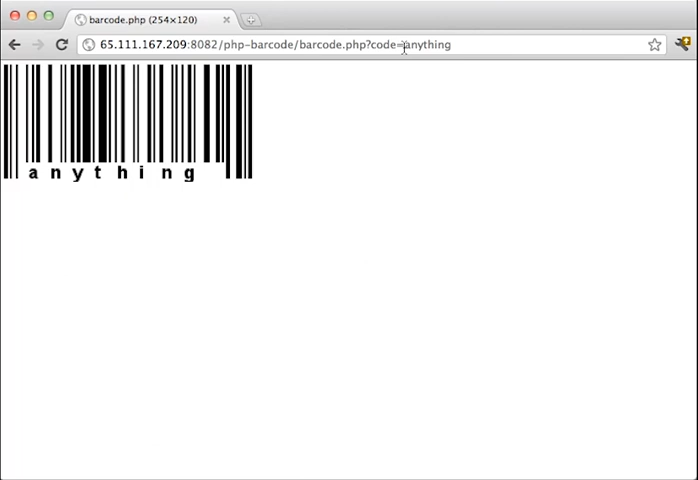 barcode.php (254×120)
65.111.167.209:8082/php-barcode/barcode.php?code=anything
a n y t h i n g